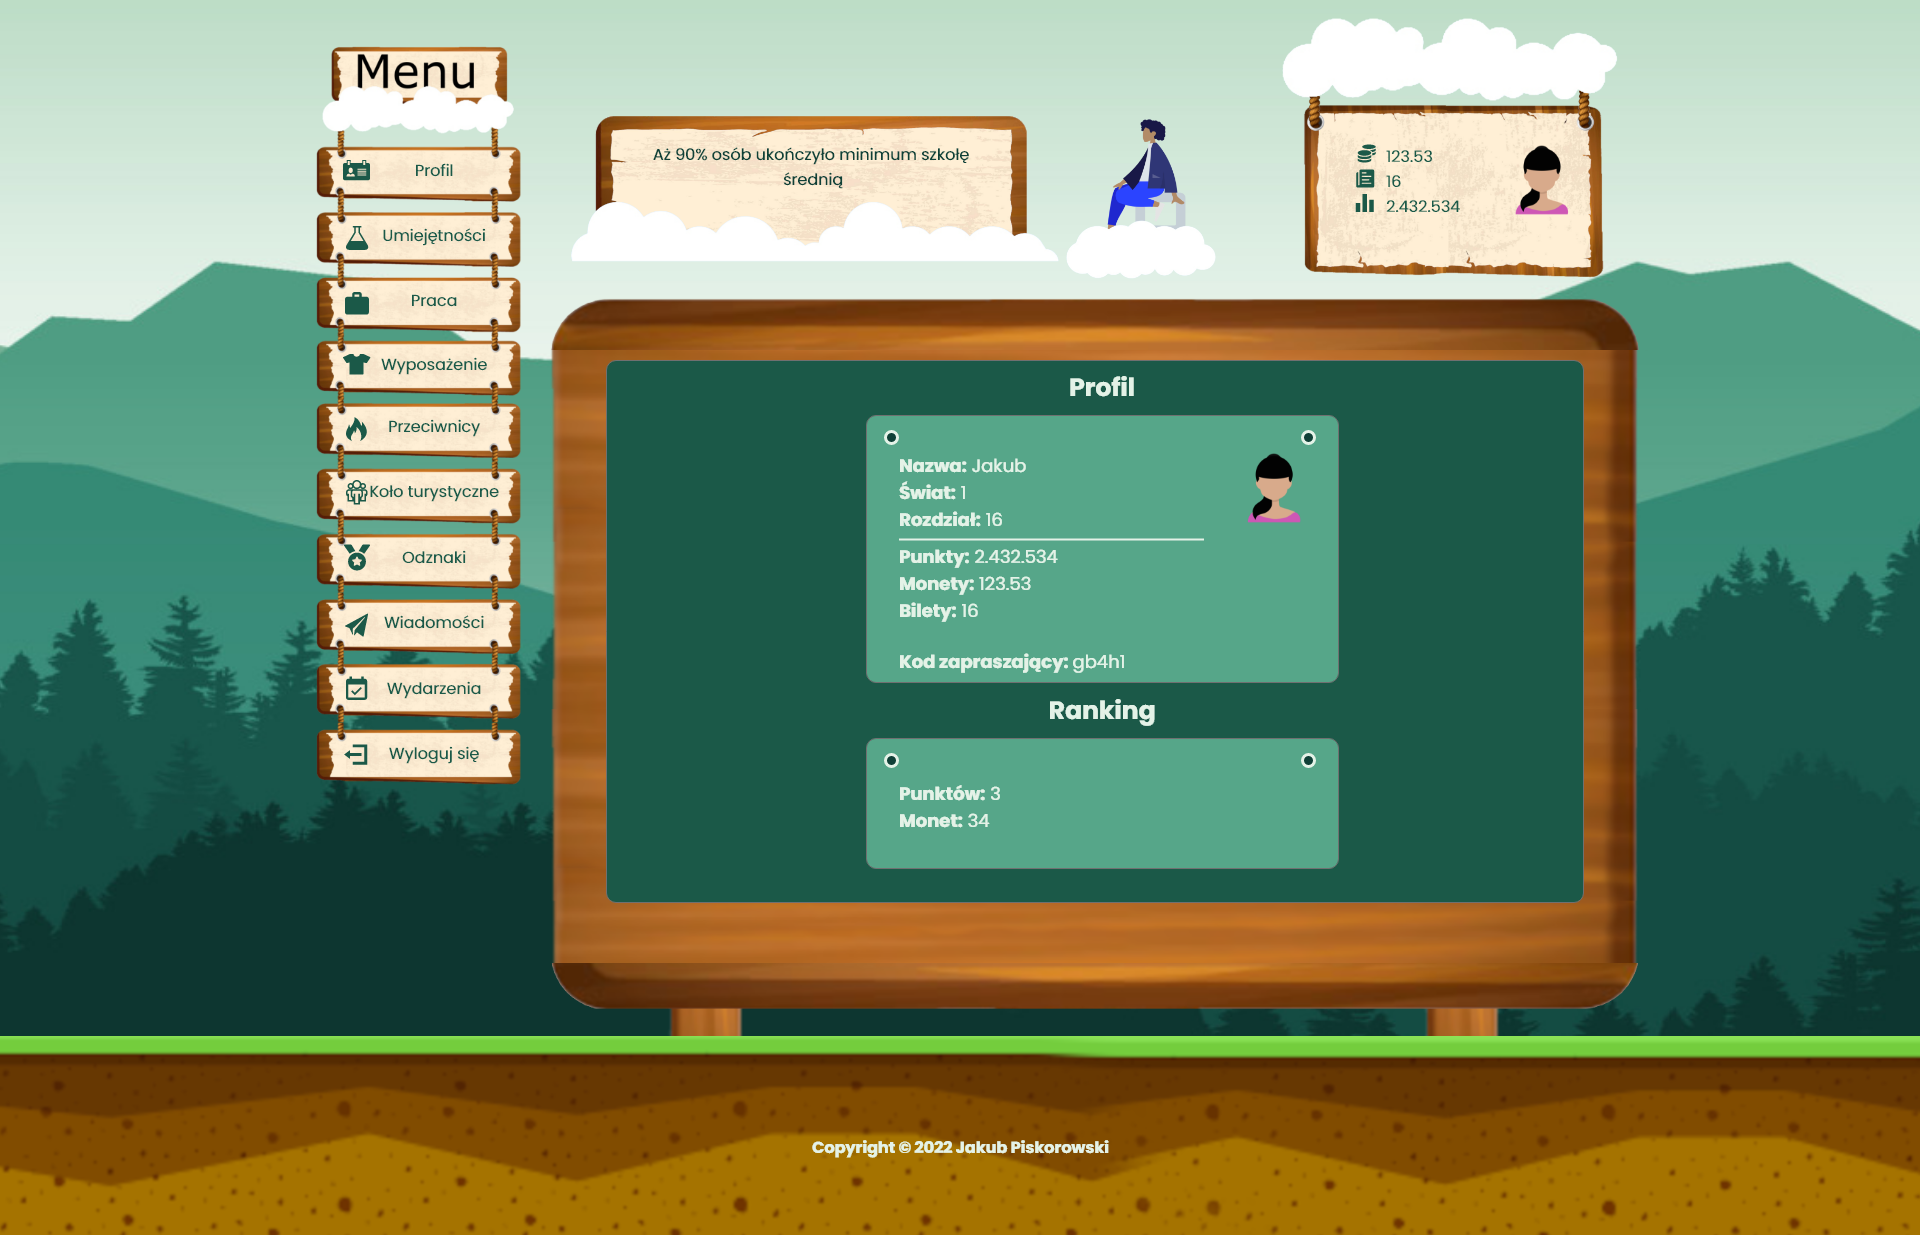 Menu
Profil
Umiejętności
Praca
Wyposażenie
Przeciwnicy
Koło turystyczne
Odznaki
Wiadomości
Wydarzenia
Wyloguj się
Aż 90% osób ukończyło minimum szkołę
średnią
123.53
16
2.432.534
Profil
Nazwa: Jakub
Świat: 1
Rozdział: 16
Punkty: 2.432.534
Monety: 123.53
Bilety: 16
Kod zapraszający: gb4h1
Ranking
Punktów: 3
Monet: 34
Copyright © 2022 Jakub Piskorowski